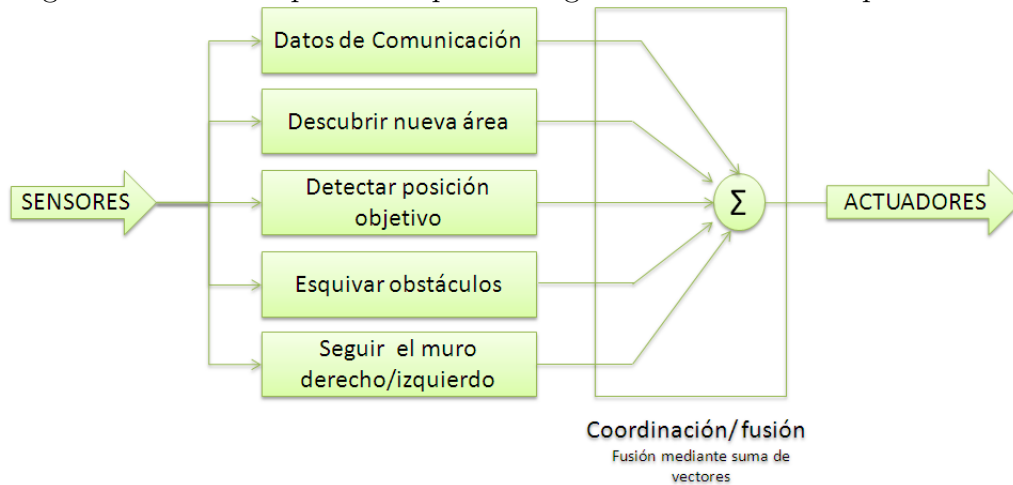 Datos de Comunicación
Descubrir nueva área
Detectar posición
objetivo
SENSORES
Σ
ACTUADORES
Esquivar obstáculos
Seguir el muro
derecho/izquierdo
Coordinación/fusión
Fusión mediante suma de
vectores